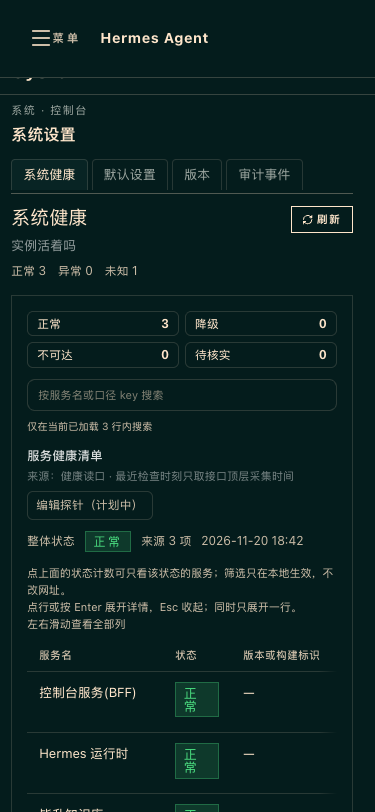 菜单 Hermes Agent
系统 · 控制台
系统设置
系统健康 默认设置 版本 审计事件
系统健康 刷新
实例活着吗
正常 3 异常 0 未知 1
正常 3 降级 0
不可达 0 待核实 0
按服务名或口径 key 搜索
仅在当前已加载 3 行内搜索
服务健康清单
来源：健康读口 · 最近检查时刻只取接口顶层采集时间
编辑探针（计划中）
整体状态 正常 来源 3 项 2026-11-20 18:42
点上面的状态计数可只看该状态的服务；筛选只在本地生效，不
改网址。
点行或按 Enter 展开详情，Esc 收起；同时只展开一行。
左右滑动查看全部列
服务名 状态 版本或构建标识
控制台服务(BFF) 正常 —
Hermes 运行时 正常 —